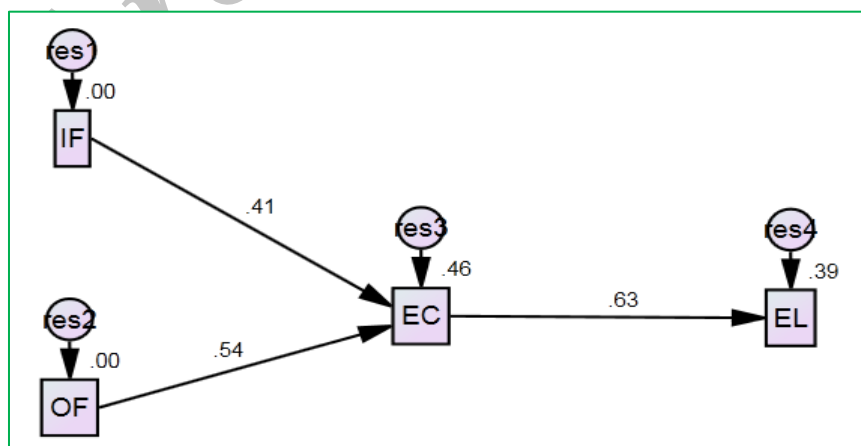 res1
.00
IF
.41
res3
res4
.46
.39
res2
EC
.63
EL
.00
.54
OF